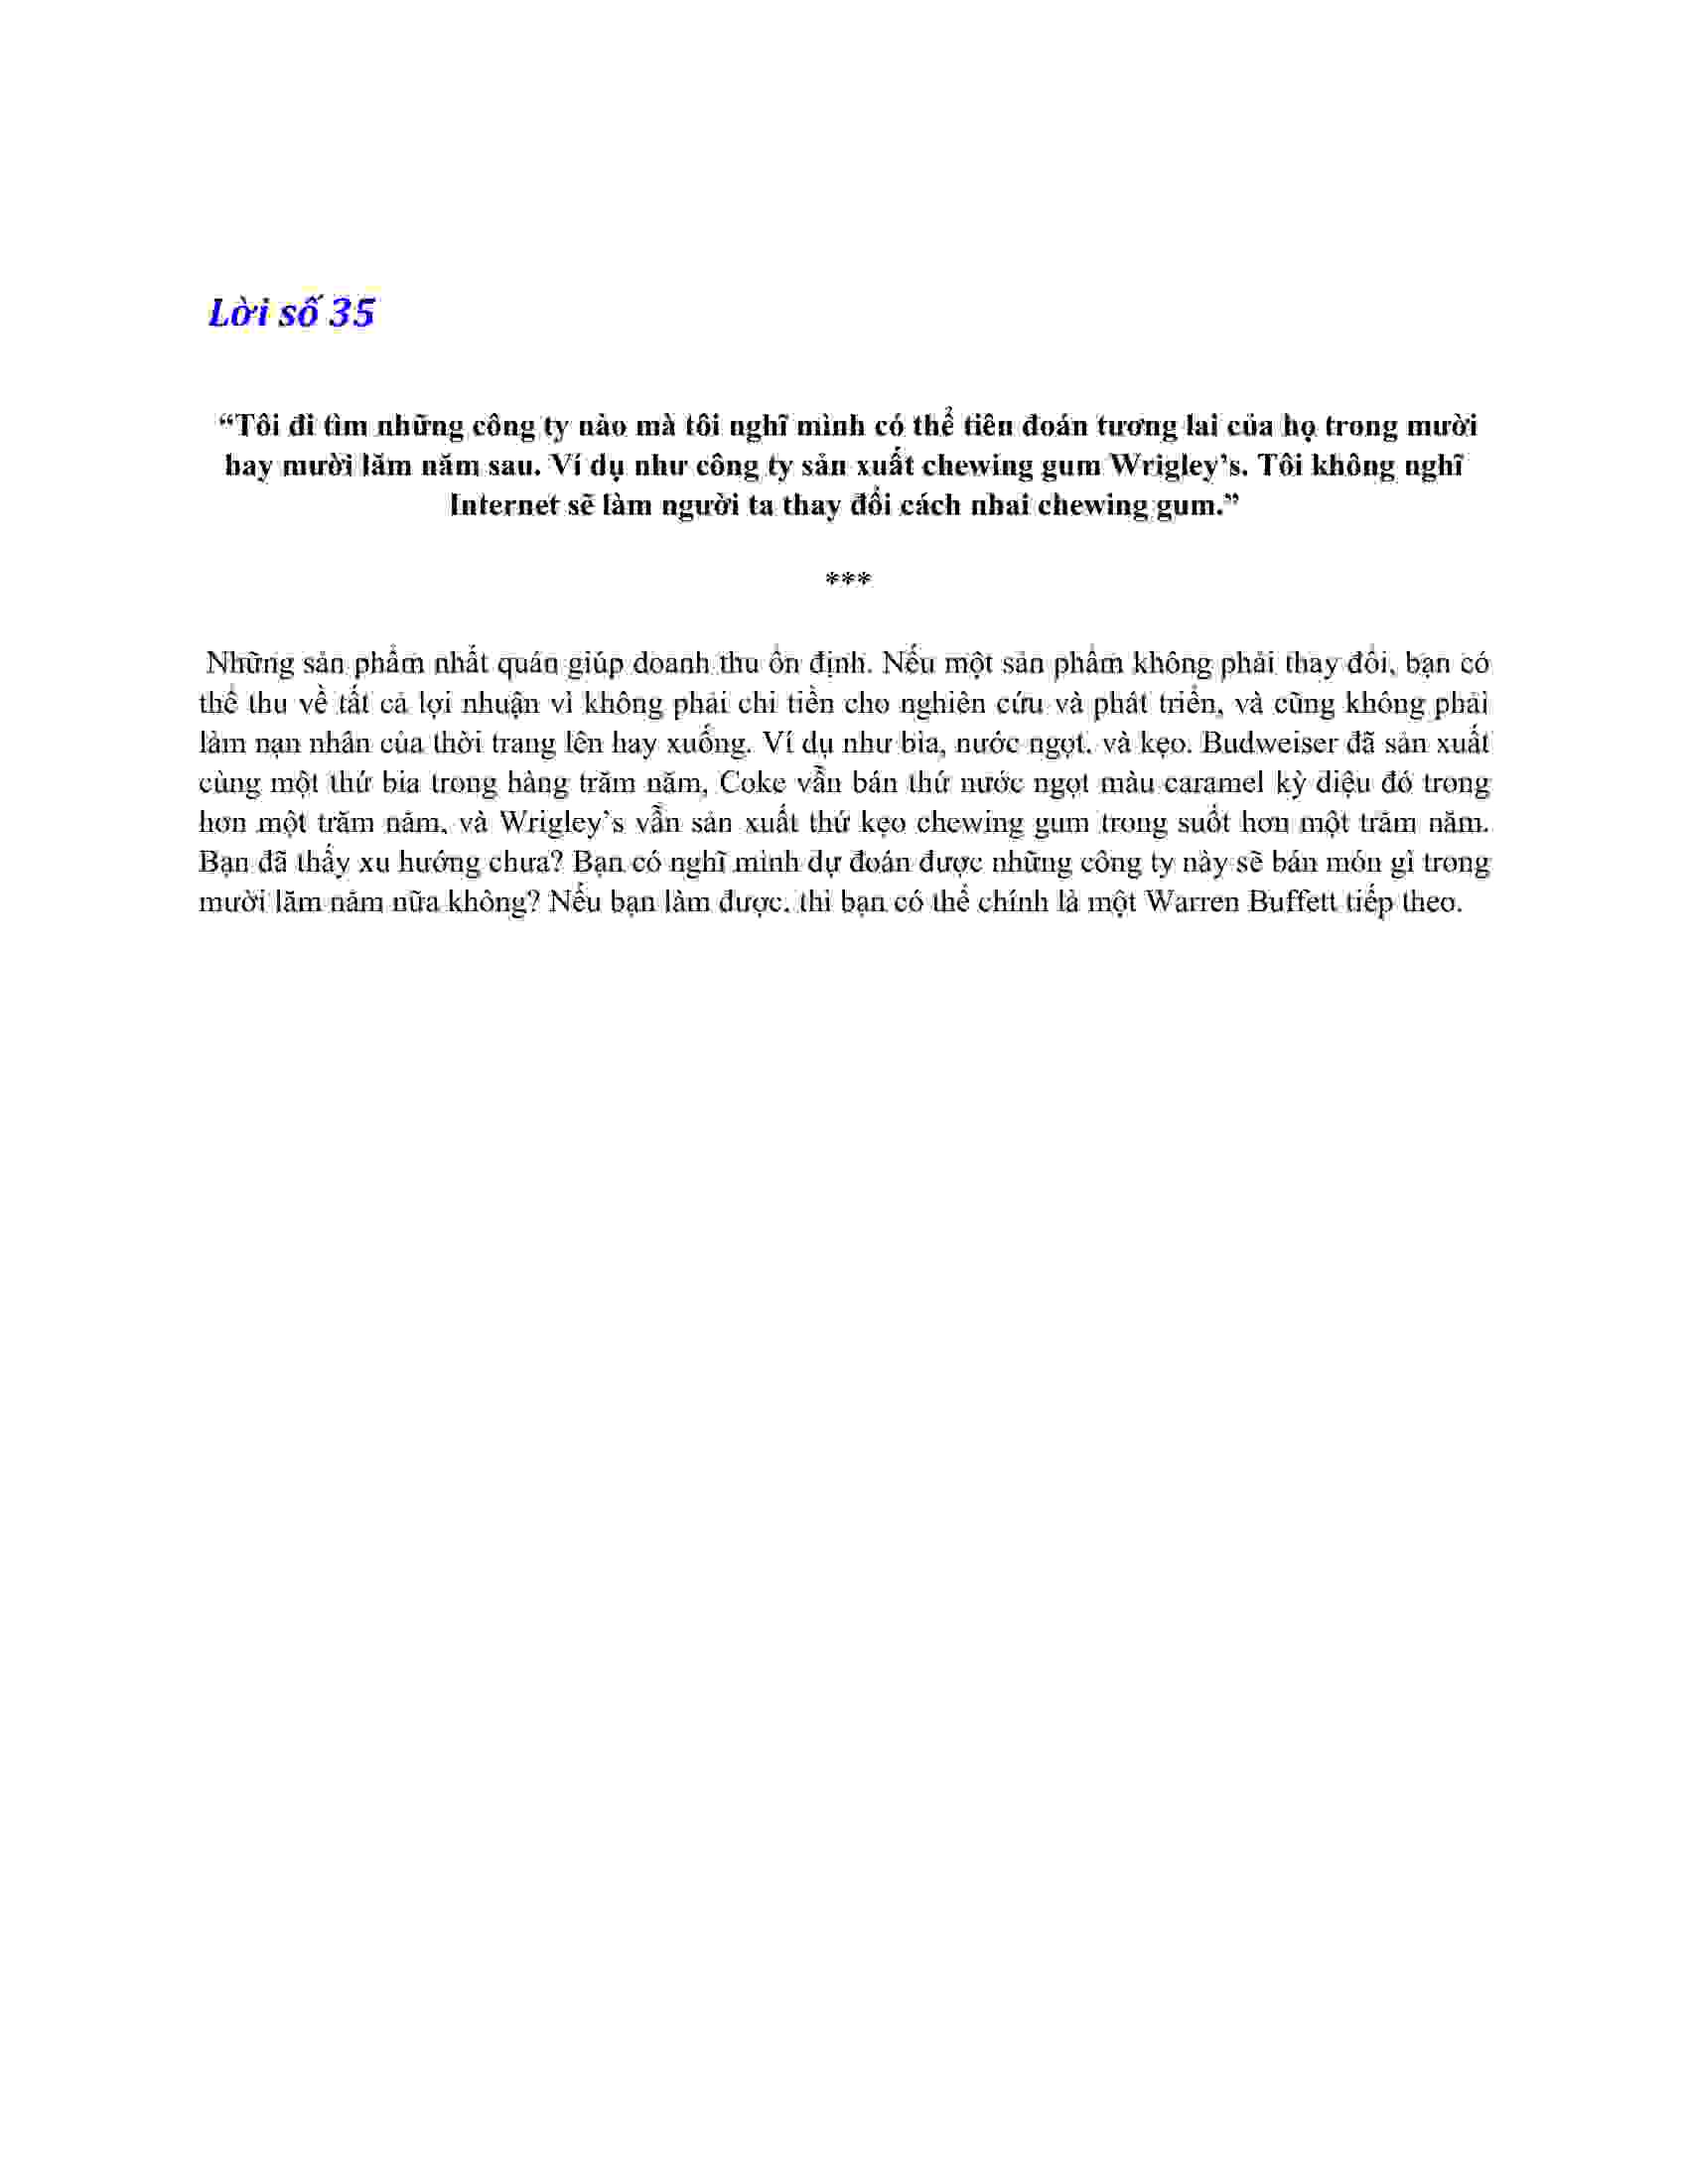 Lời số 35
“Tôi đi tìm những công ty nào mà tôi nghĩ mình có thể tiên đoán tương lai của họ trong mười
hay mười lăm năm sau. Ví dụ như công ty sản xuất chewing gum Wrigley’s. Tôi không nghĩ
Internet sẽ làm người ta thay đổi cách nhai chewing gum.”
***
Những sản phẩm nhất quán giúp doanh thu ổn định. Nếu một sản phẩm không phải thay đổi, bạn có
thể thu về tất cả lợi nhuận vì không phải chi tiền cho nghiên cứu và phát triển, và cũng không phải
làm nạn nhân của thời trang lên hay xuống. Ví dụ như bia, nước ngọt, và kẹo. Budweiser đã sản xuất
cùng một thứ bia trong hàng trăm năm, Coke vẫn bán thứ nước ngọt màu caramel kỳ diệu đó trong
hơn một trăm năm, và Wrigley’s vẫn sản xuất thứ kẹo chewing gum trong suốt hơn một trăm năm.
Bạn đã thấy xu hướng chưa? Bạn có nghĩ mình dự đoán được những công ty này sẽ bán món gì trong
mười lăm năm nữa không? Nếu bạn làm được, thì bạn có thể chính là một Warren Buffett tiếp theo.